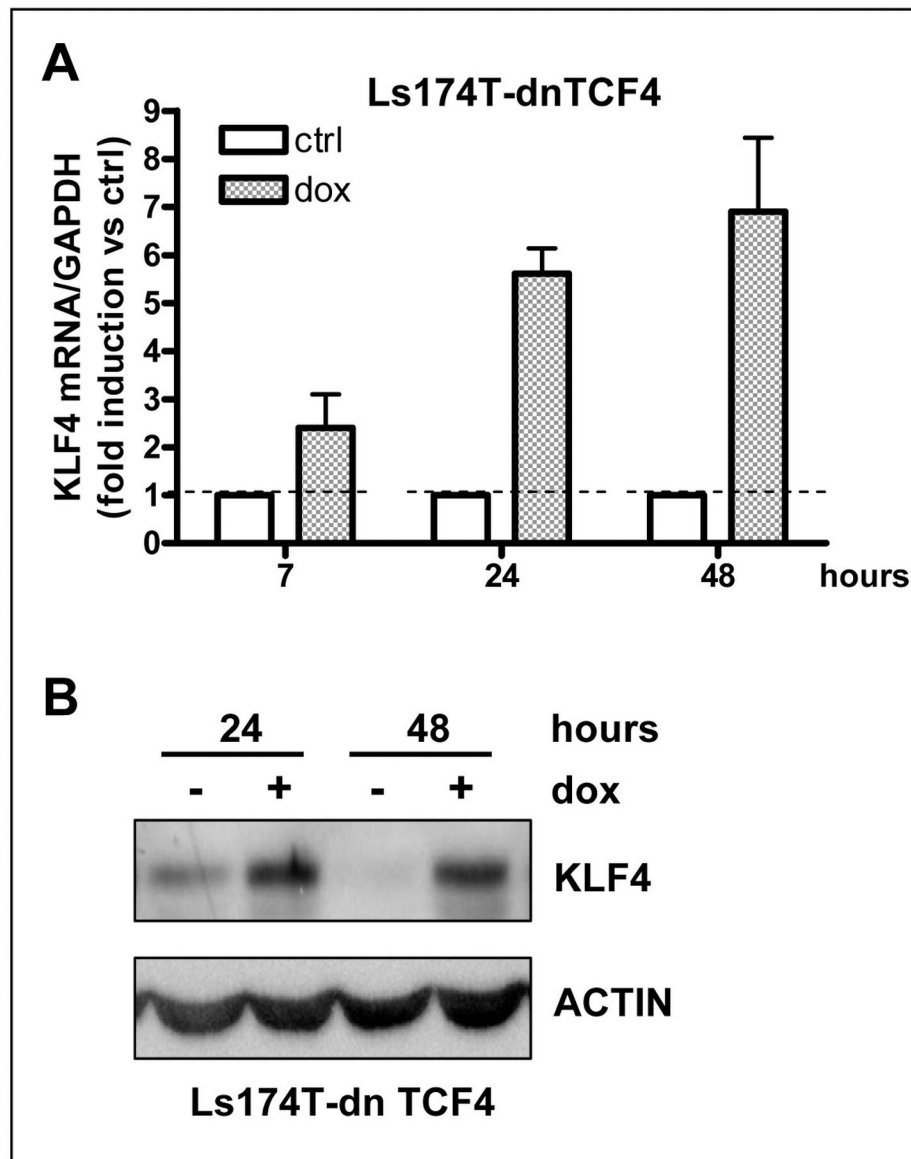 A
Ls174T-dnTCF4
KLF4 mRNA/GAPDH
(fold induction vs ctrl)
9
8
7
6
5
4
3
2
1
0
ctrl
dox
7 24 48 hours
B
24 48 hours
- + - + dox
KLF4
ACTIN
Ls174T-dn TCF4